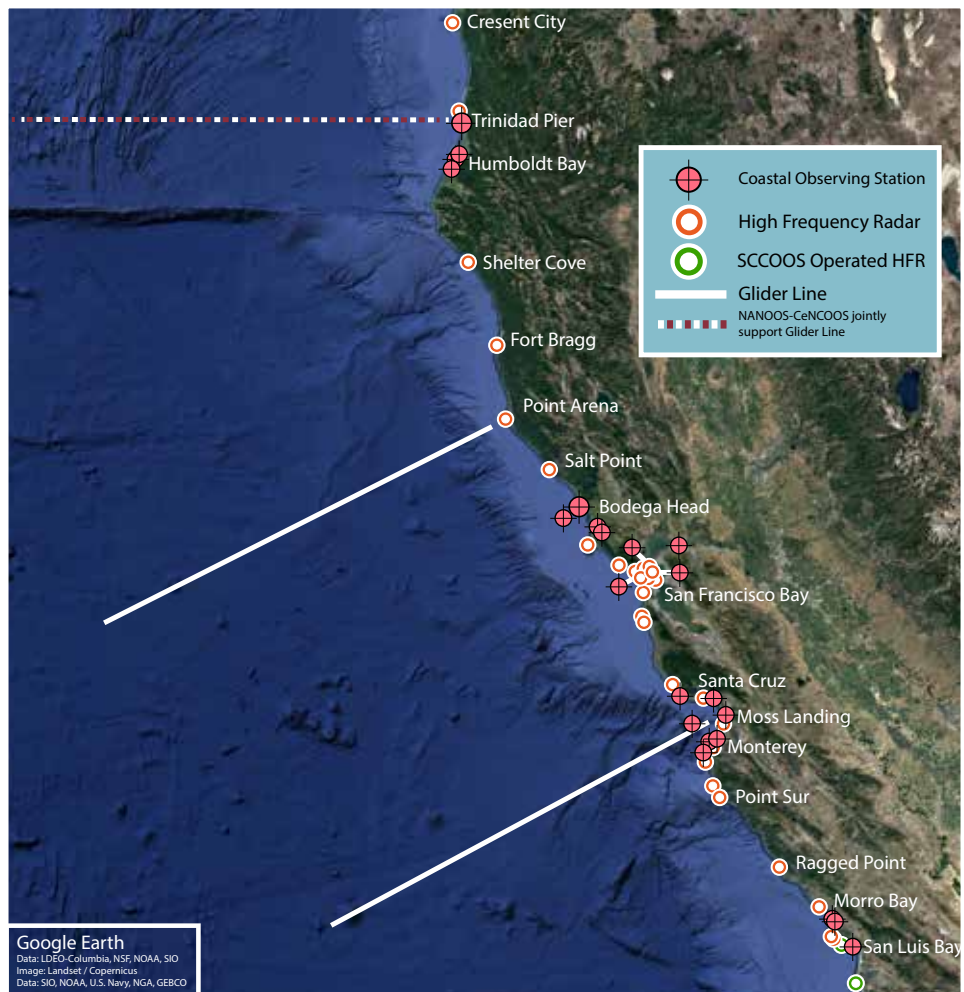 Cresent City
Trinidad Pier
Humboldt Bay
Coastal Observing Station
High Frequency Radar
SCCOOS Operated HFR
Glider Line
NANOOS-CeNCOOS jointly
support Glider Line
Shelter Cove
Fort Bragg
Point Arena
Salt Point
Bodega Head
San Francisco Bay
Santa Cruz
Moss Landing
Monterey
Point Sur
Ragged Point
Morro Bay
San Luis Bay
Google Earth
Data: LDEO-Columbia, NSF, NOAA, SIO
Image: Landset / Copernicus
Data: SIO, NOAA, U.S. Navy, NGA, GEBCO